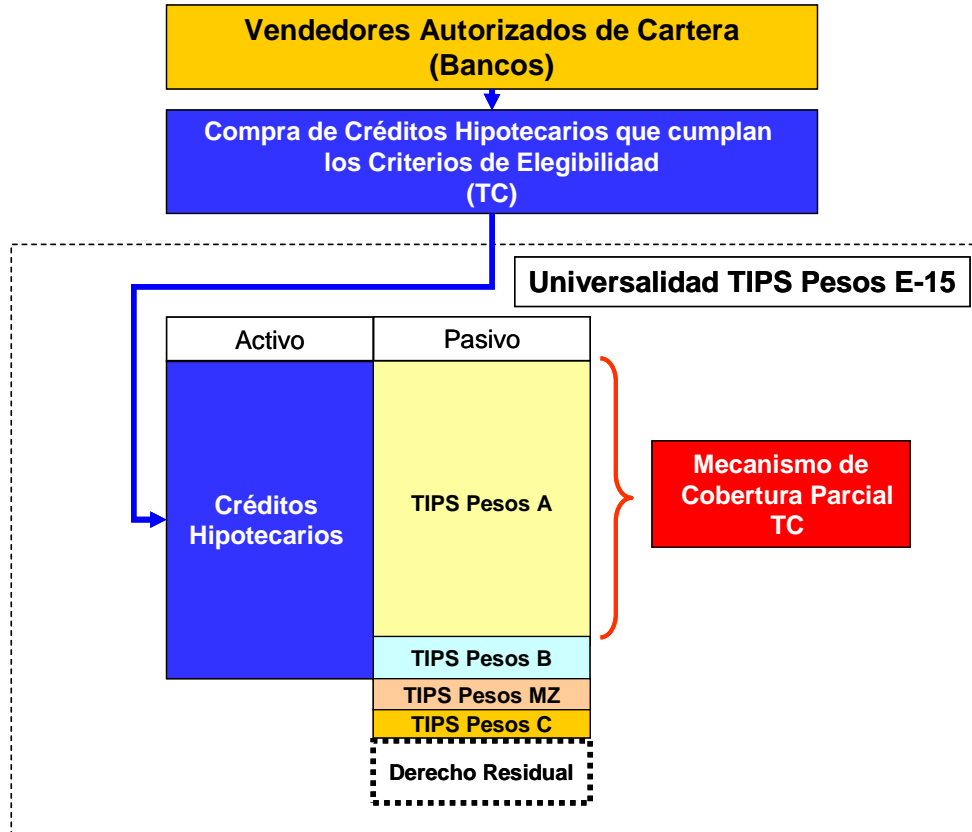 Vendedores Autorizados de Cartera
(Bancos)
Compra de Créditos Hipotecarios que cumplan
los Criterios de Elegibilidad
(TC)
Universalidad TIPS Pesos E-15
Activo
Pasivo
Créditos
Hipotecarios
TIPS Pesos A
Mecanismo de
Cobertura Parcial
TC
TIPS Pesos B
TIPS Pesos MZ
TIPS Pesos C
Derecho Residual